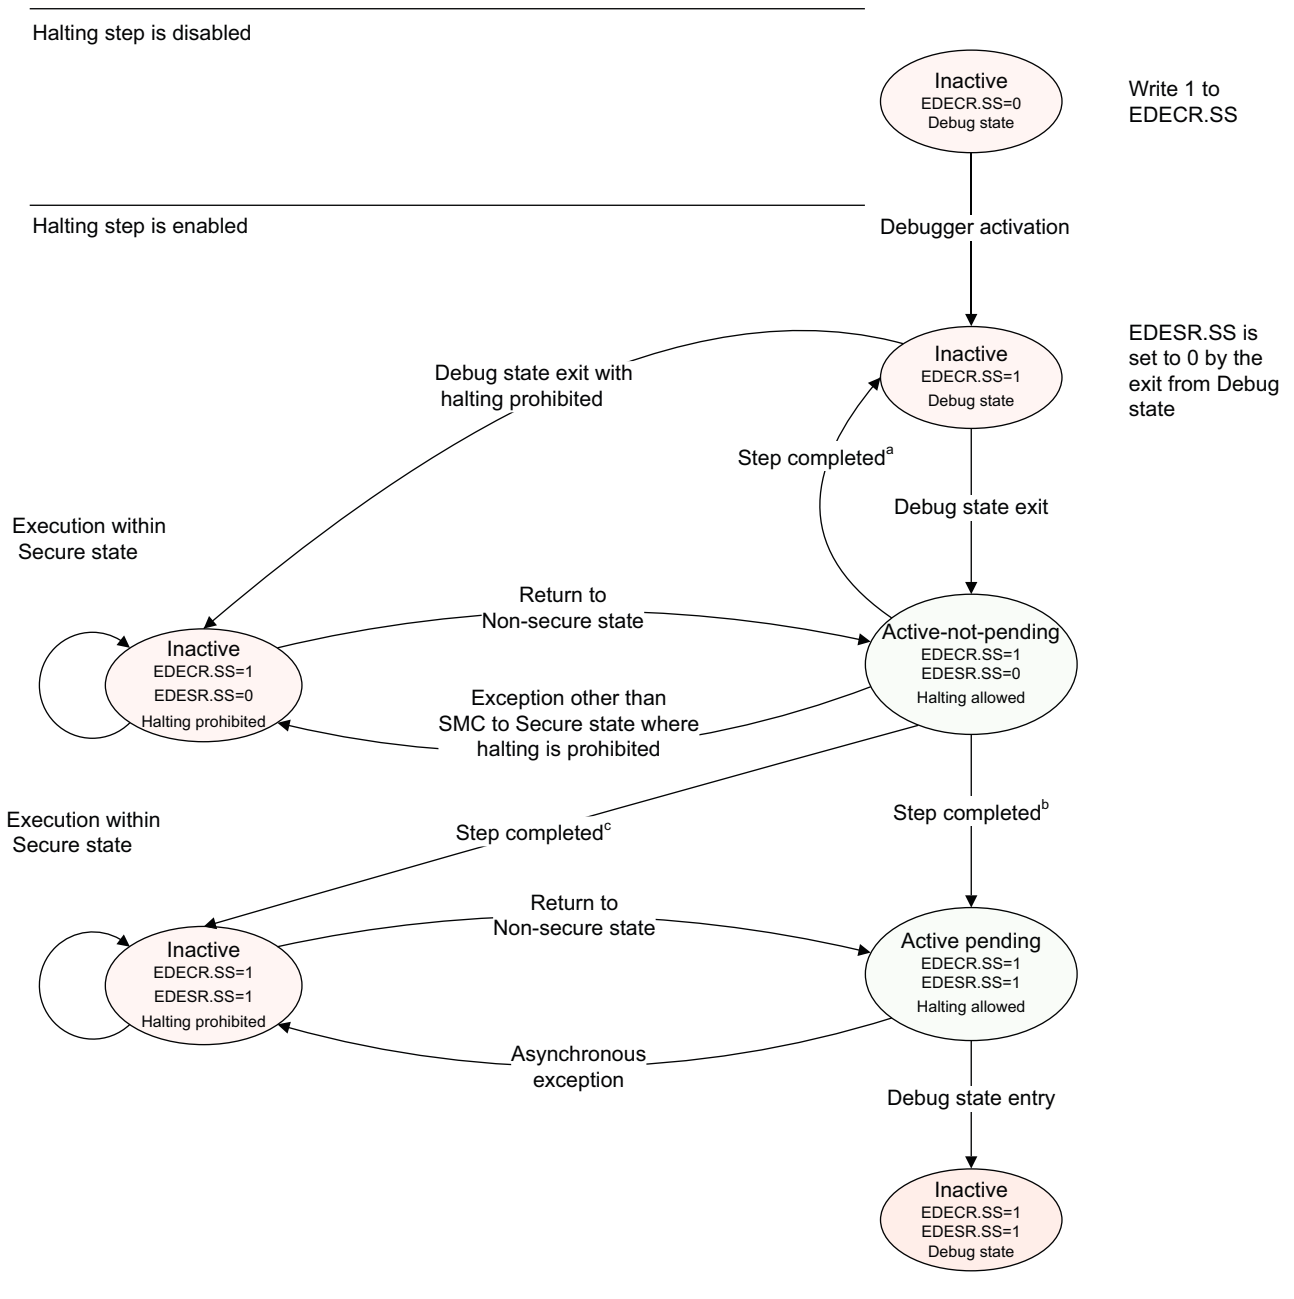 Halting step is disabled
Inactive
EDECR.SS=0
Debug state
Write 1 to
EDECR.SS
Halting step is enabled
Debugger activation
Inactive
EDECR.SS=1
Debug state
EDESR.SS is
set to 0 by the
exit from Debug
state
Debug state exit with
halting prohibited
Step completedᵃ
Debug state exit
Execution within
Secure state
Return to
Non-secure state
Inactive
EDECR.SS=1
EDESR.SS=0
Halting prohibited
Active-not-pending
EDECR.SS=1
EDESR.SS=0
Halting allowed
Exception other than
SMC to Secure state where
halting is prohibited
Execution within
Secure state
Step completedᶜ
Step completedᵇ
Return to
Non-secure state
Inactive
EDECR.SS=1
EDESR.SS=1
Halting prohibited
Active pending
EDECR.SS=1
EDESR.SS=1
Halting allowed
Asynchronous
exception
Debug state entry
Inactive
EDECR.SS=1
EDESR.SS=1
Debug state